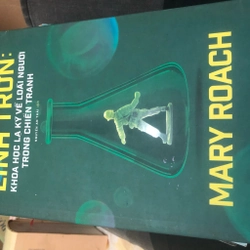 LÍNH TRƠN:
KHOA HỌC LẠ KỲ VỀ LOÀI NGƯỜI
TRONG CHIẾN TRANH
MARY ROACH